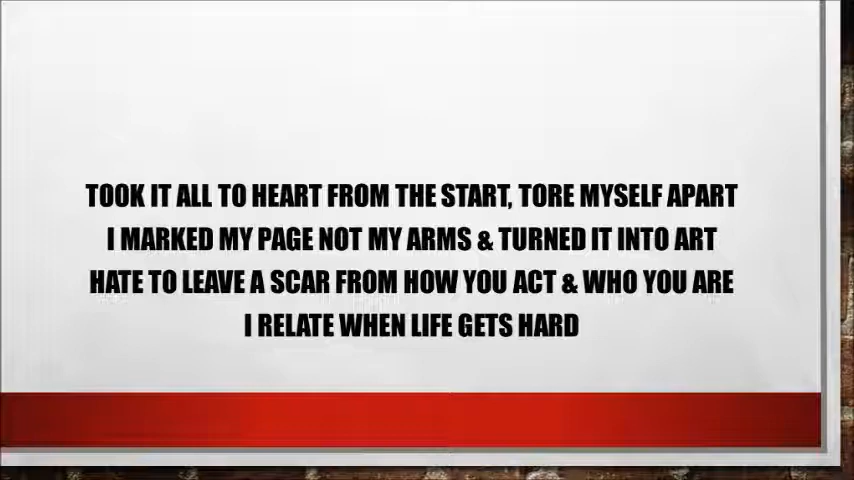 TOOK IT ALL TO HEART FROM THE START, TORE MYSELF APART
I MARKED MY PAGE NOT MY ARMS & TURNED IT INTO ART
HATE TO LEAVE A SCAR FROM HOW YOU ACT & WHO YOU ARE
I RELATE WHEN LIFE GETS HARD